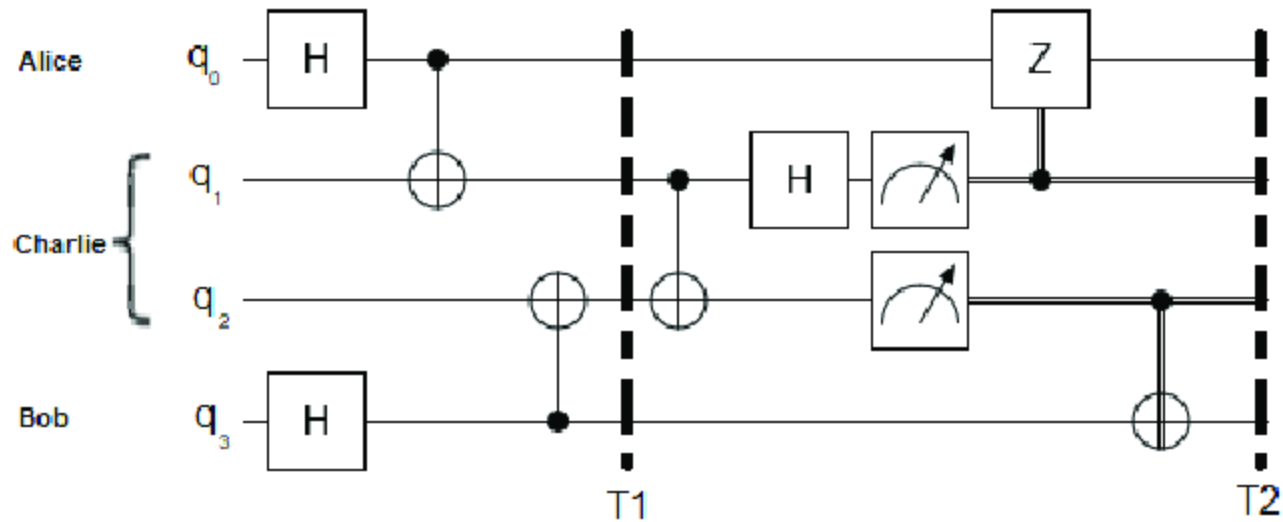 Alice q₀ H Z
q₁ H
Charlie
q₂
Bob q₃ H
T1 T2